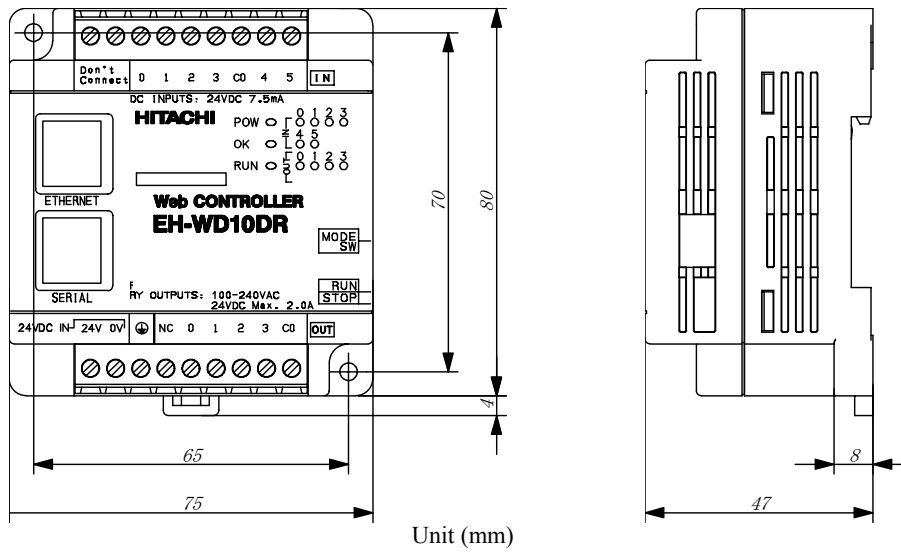 Don't
Connect 0 1 2 3 C0 4 5 IN
DC INPUTS: 24VDC 7.5mA
HITACHI
POW 0 1 2 3
IN
OK 4 5
RUN 0 1 2 3
OUT
ETHERNET
Web CONTROLLER
EH-WD10DR
MODE
SW
SERIAL
RUN
STOP
RY OUTPUTS: 100-240VAC
24VDC Max. 2.0A
24VDC IN 24V 0V NC 0 1 2 3 C0 OUT
70
80
4
65
75
8
47
Unit (mm)